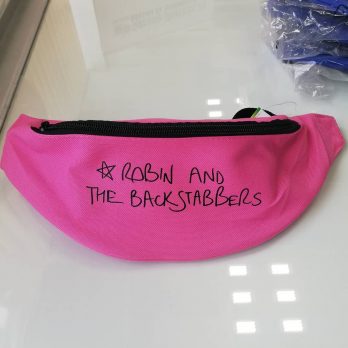 ☆ ROBIN AND
THE BACKSTABBERS